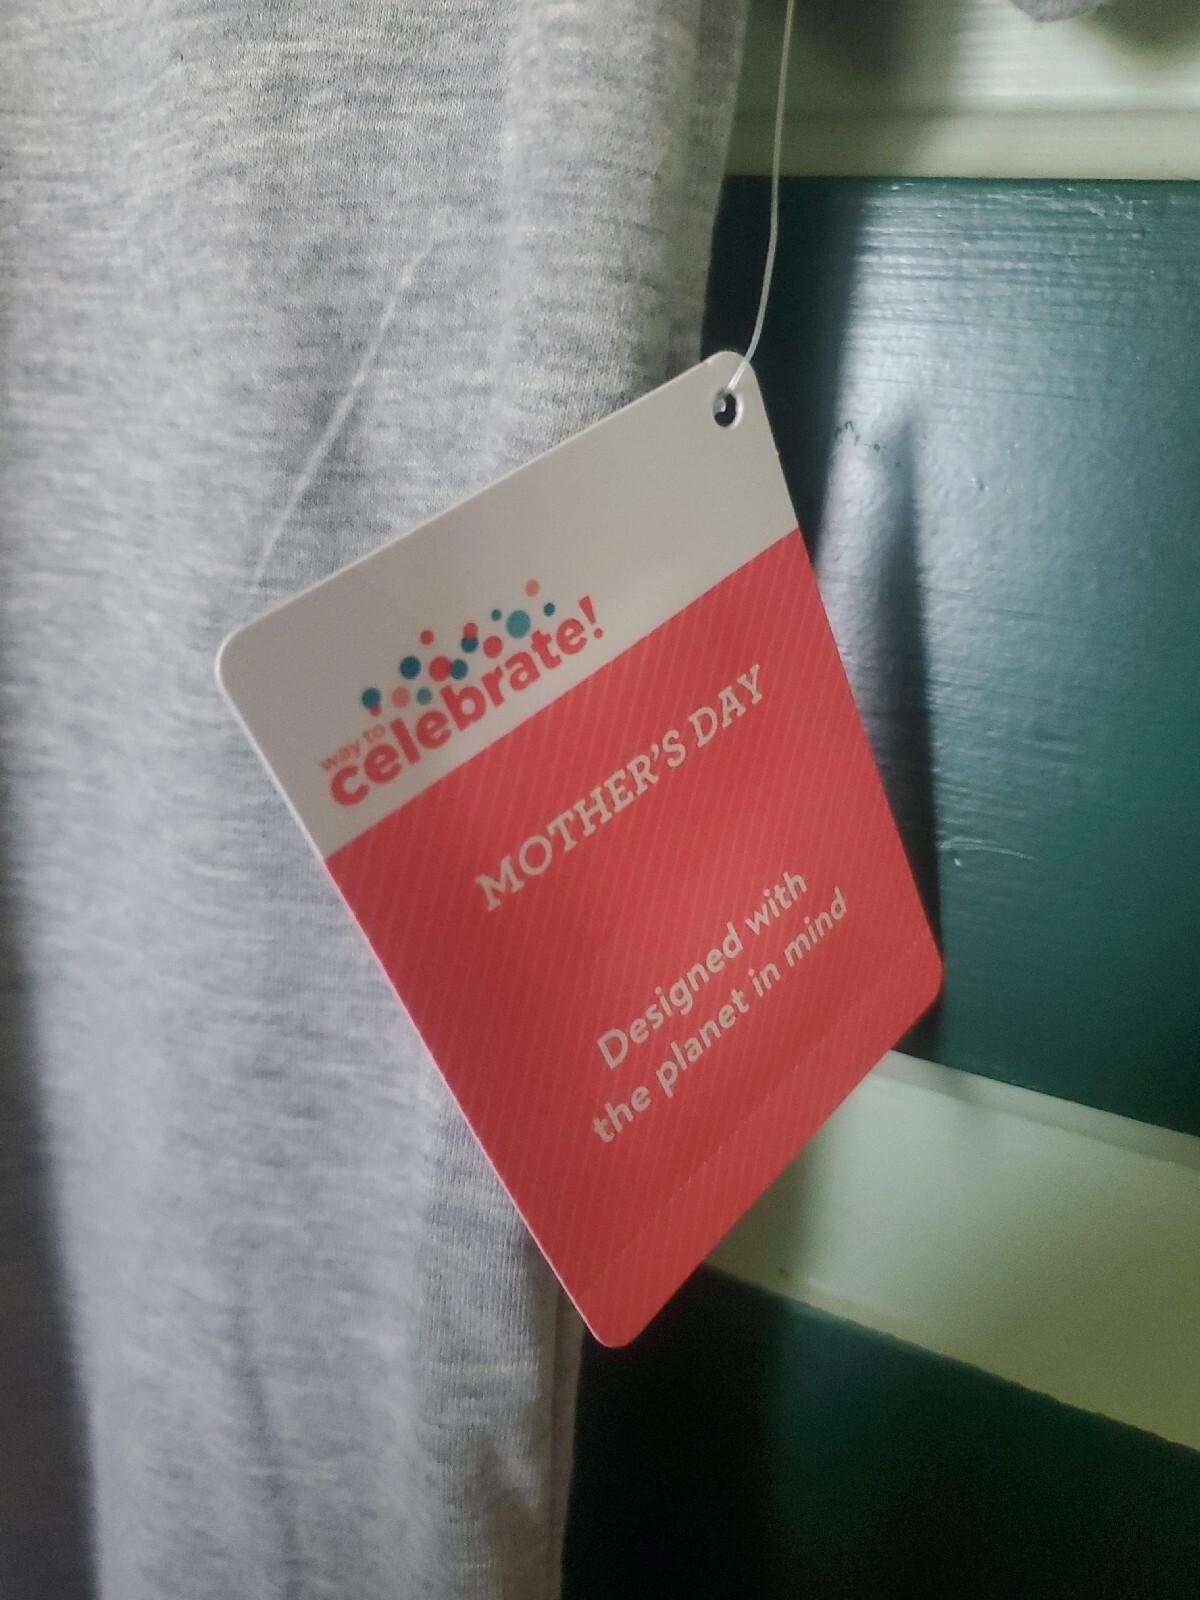 way to
celebrate!
MOTHER'S DAY
Designed with
the planet in mind